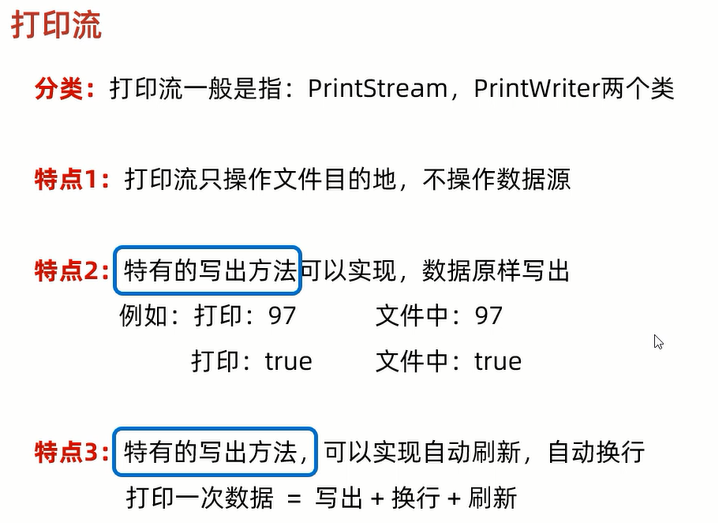 打印流
分类：打印流一般是指：PrintStream，PrintWriter两个类
特点1：打印流只操作文件目的地，不操作数据源
特点2：特有的写出方法可以实现，数据原样写出
例如：打印：97 文件中：97
打印：true 文件中：true
特点3：特有的写出方法，可以实现自动刷新，自动换行
打印一次数据 = 写出 + 换行 + 刷新